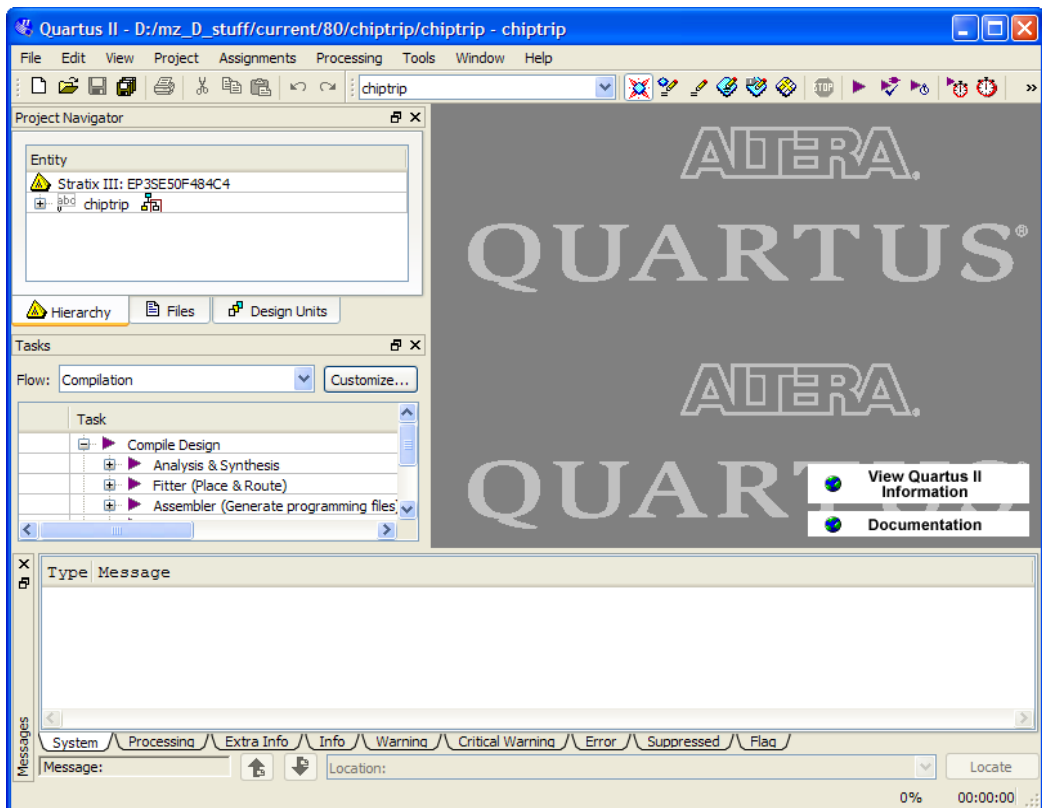 Quartus II - D:/mz_D_stuff/current/80/chiptrip/chiptrip - chiptrip
File Edit View Project Assignments Processing Tools Window Help
chiptrip
STOP
»
Project Navigator
Entity
Stratix III: EP3SE50F484C4
abc chiptrip
Hierarchy Files Design Units
Tasks
Flow: Compilation Customize...
Task
Compile Design
Analysis & Synthesis
Fitter (Place & Route)
Assembler (Generate programming files)
ALTERA
QUARTUS®
ALTERA
QUARTUS
View Quartus II
Information
Documentation
Type Message
Messages
System Processing Extra Info Info Warning Critical Warning Error Suppressed Flag
Message: Location: Locate
0% 00:00:00